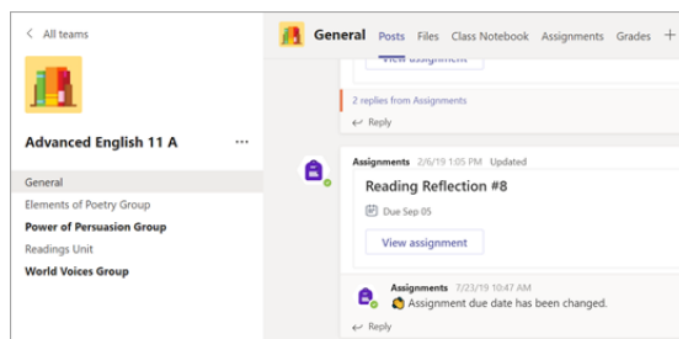 All teams
Advanced English 11 A
General
Elements of Poetry Group
Power of Persuasion Group
Readings Unit
World Voices Group
General Posts Files Class Notebook Assignments Grades
View assignment
2 replies from Assignments
Reply
Assignments 2/6/19 1:05 PM Updated
Reading Reflection #8
Due Sep 05
View assignment
Assignments 7/23/19 10:47 AM
Assignment due date has been changed.
Reply